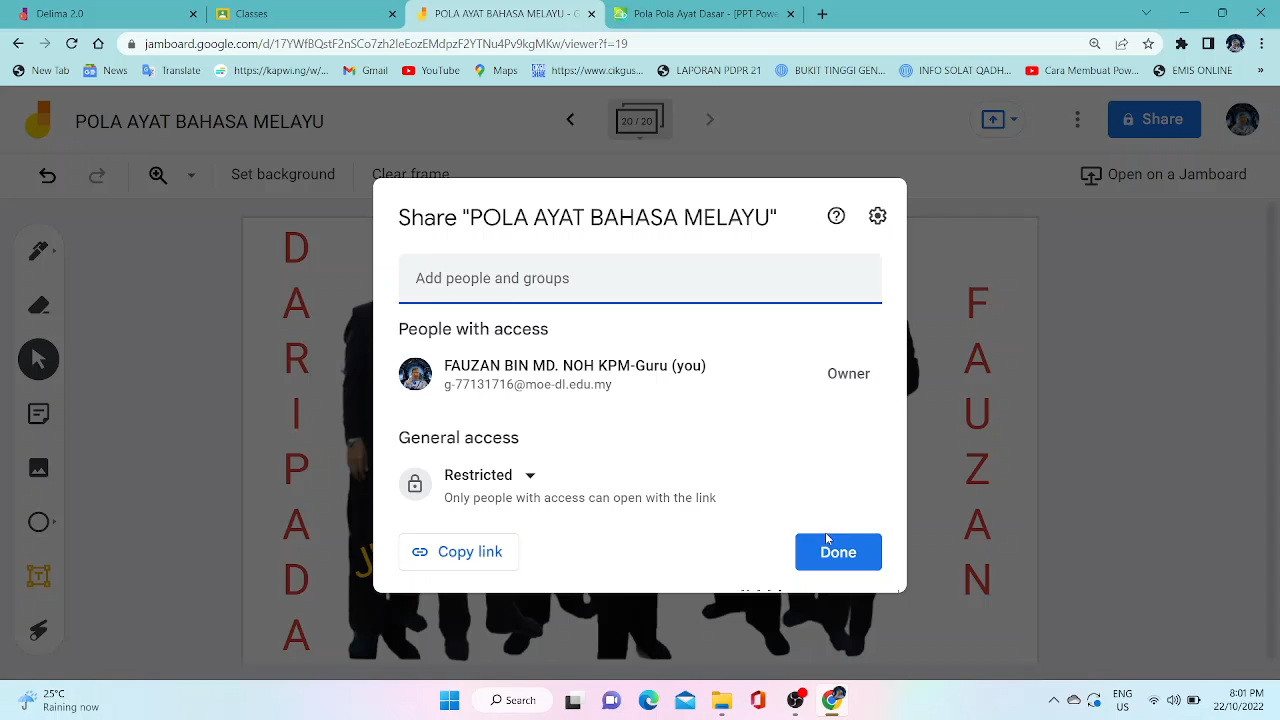 Delima 2.0
Classes
POLA AYAT BAHASA MELAYU - G
Pola Pola Ayat Dasar - [PPT Powe
jamboard.google.com/d/17YWfBQstF2nSCo7zh2leEozEMdpzF2YTNu4Pv9kgMKw/viewer?f=19
New Tab
News
Translate
https://kapwing.com/w...
Gmail
YouTube
Maps
https://www.cikgus...
LAPORAN PDPR 21
BUKIT TINGGI GEN...
INFO SOLAT QADH...
Cara Membuat Pow...
EMIS ONLINE
»
POLA AYAT BAHASA MELAYU
20 / 20
Share
Set background
Clear frame
Open on a Jamboard
DARIPADA
Share "POLA AYAT BAHASA MELAYU"
Add people and groups
People with access
FAUZAN BIN MD. NOH KPM-Guru (you)
g-77131716@moe-dl.edu.my
Owner
General access
Restricted
Only people with access can open with the link
Copy link
Done
FAUZAN
25°C
Raining now
Search
ENG
US
8:01 PM
22/10/2022